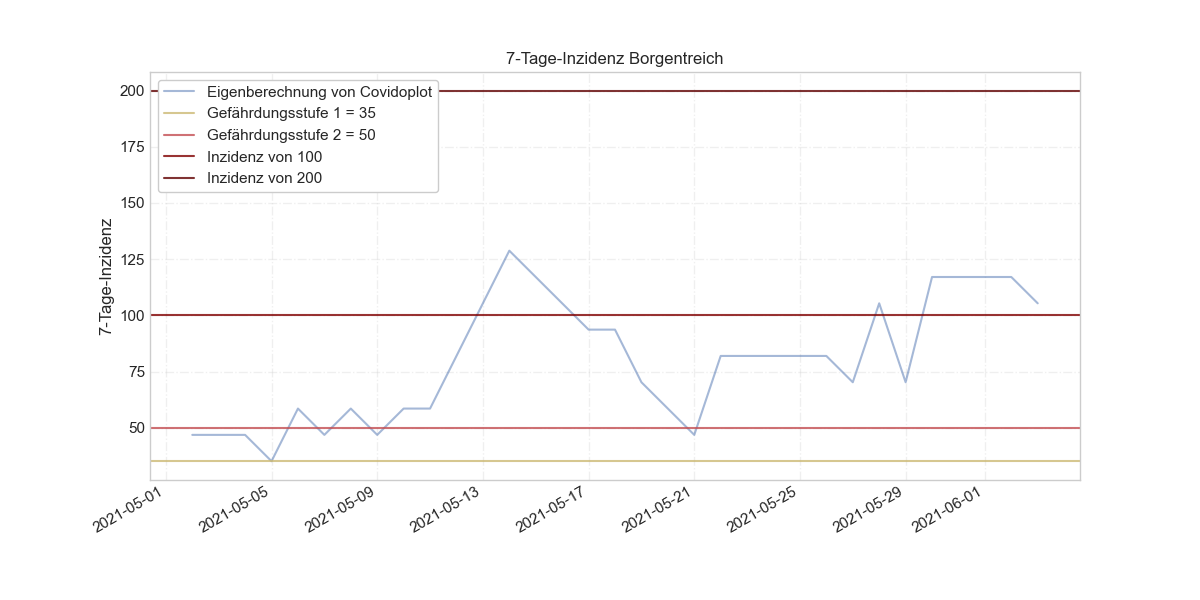 7-Tage-Inzidenz Borgentreich
200
175
150
125
100
75
50
7-Tage-Inzidenz
Eigenberechnung von Covidoplot
Gefährdungsstufe 1 = 35
Gefährdungsstufe 2 = 50
Inzidenz von 100
Inzidenz von 200
2021-05-01
2021-05-05
2021-05-09
2021-05-13
2021-05-17
2021-05-21
2021-05-25
2021-05-29
2021-06-01